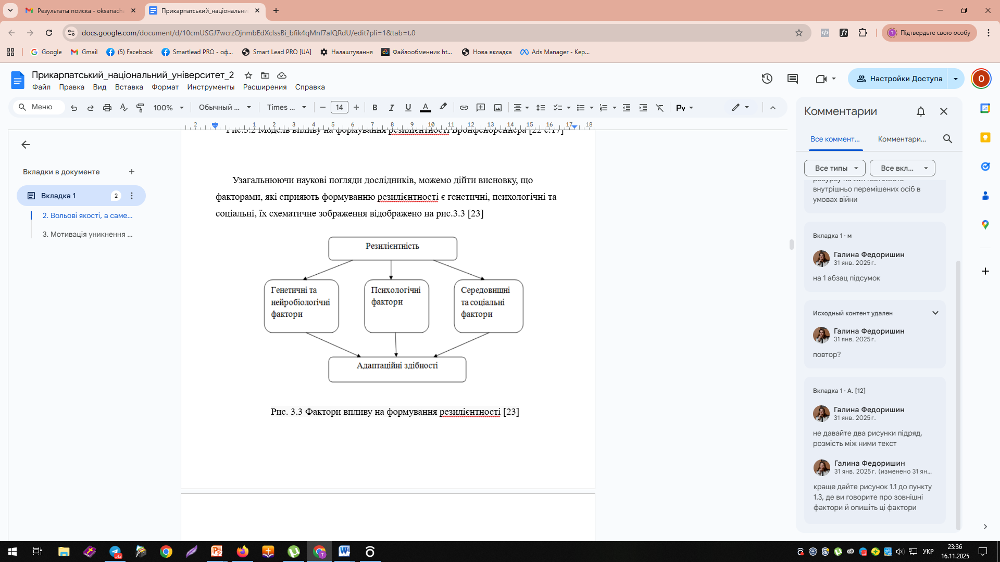 Результаты поиска - oksanacha
Прикарпатський_національни
docs.google.com/document/d/10cmUSGJ7wcrzOjnmbEdXcIssBi_bfik4qMnf7aIQRdU/edit?pli=1&tab=t.0
Підтвердьте свою особу
Google
Gmail
(5) Facebook
Smartlead PRO - оф...
Smart Lead PRO [UA]
Налаштування
Файлообменник ht...
Нова вкладка
Ads Manager - Кер...
Прикарпатський_національний_університет_2
Файл Правка Вид Вставка Формат Инструменты Расширения Справка
Настройки Доступа
О
Меню
100%
Обычный ...
Times ...
14
B I U A
2 1 2 3 4 5 6 7 8 9 10 11 12 13 14 15 16 17 18
Вкладки в документе
Вкладка 1
2
2. Вольові якості, а саме...
3. Мотивація уникнення ...
Рис.3.2 Модель впливу на формування резилієнтності Бронфенбреннера [22 с.17]
Узагальнюючи наукові погляди дослідників, можемо дійти висновку, що
факторами, які сприяють формуванню резилієнтності є генетичні, психологічні та
соціальні, їх схематичне зображення відображено на рис.3.3 [23]
Резилієнтність
Генетичні та
нейробіологічні
фактори
Психологічні
фактори
Середовищні
та соціальні
фактори
Адаптаційні здібності
Рис. 3.3 Фактори впливу на формування резилієнтності [23]
Комментарии
Все коммент...
Комментари...
Все типы
Все вкл...
ресурсу на життєстійкість
внутрішньо перемішених осіб в
умовах війни
Вкладка 1 · м
Галина Федоришин
31 янв. 2025 г.
на 1 абзац підсумок
Исходный контент удален
Галина Федоришин
31 янв. 2025 г.
повтор?
Вкладка 1 · А. [12]
Галина Федоришин
31 янв. 2025 г.
не давайте два рисунки підряд,
розмість між ними текст
Галина Федоришин
31 янв. 2025 г. (изменено 31 ян...
краще дайте рисунок 1.1 до пункту
1.3, де ви говорите про зовнішні
фактори й опишіть ці фактори
УКР
23:36
16.11.2025